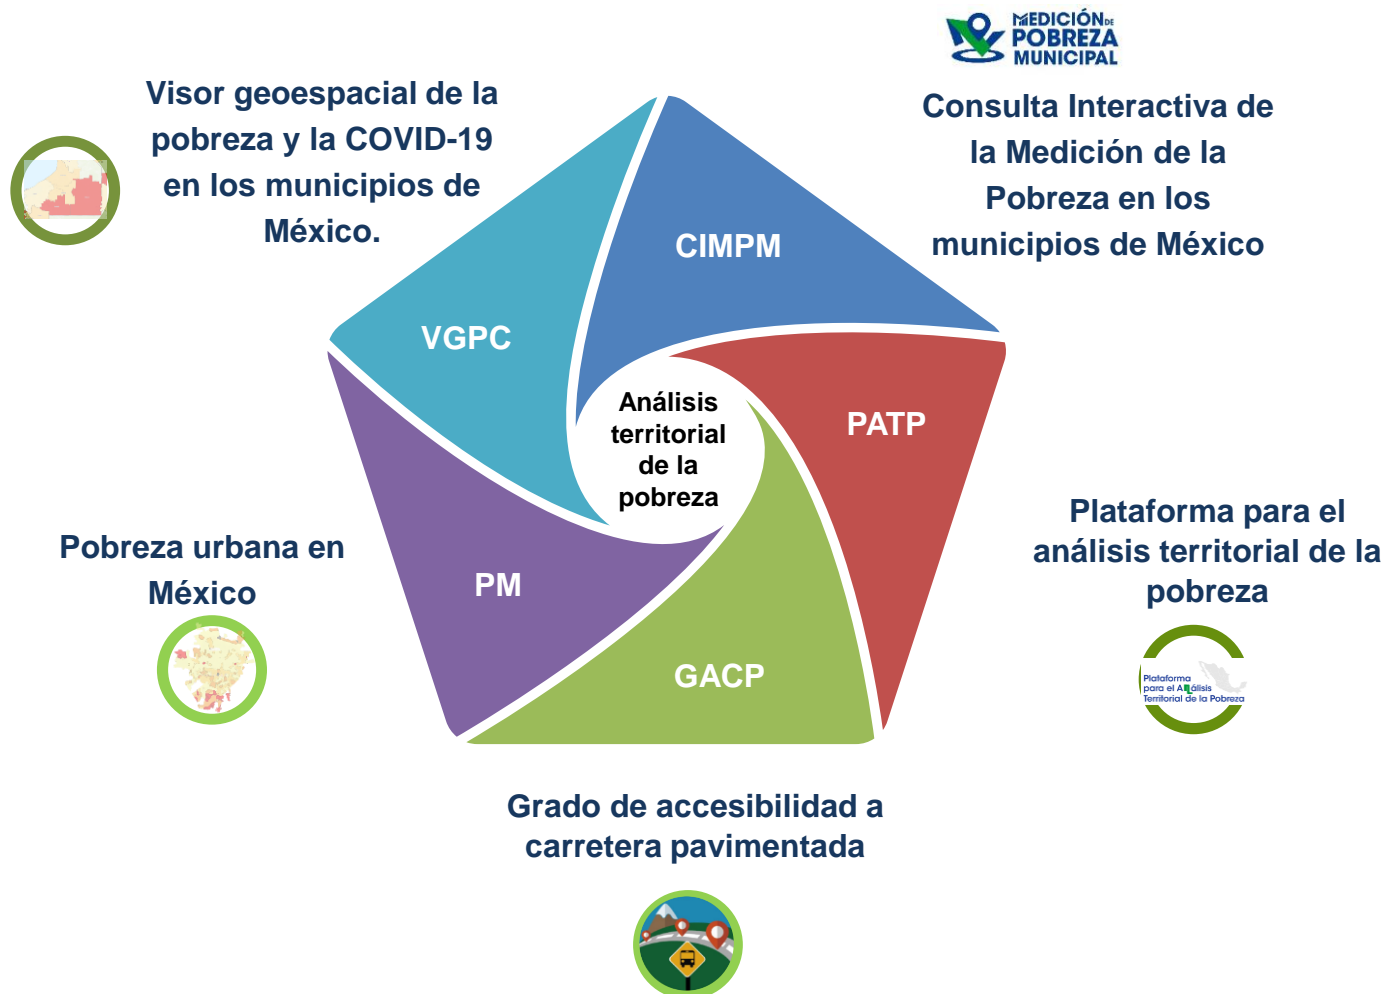 MEDICIÓN DE
POBREZA
MUNICIPAL
Visor geoespacial de la
pobreza y la COVID-19
en los municipios de
México.
Consulta Interactiva de
la Medición de la
Pobreza en los
municipios de México
CIMPM
VGPC
Análisis
territorial
de la
pobreza
PATP
PM
GACP
Pobreza urbana en
México
Plataforma para el
análisis territorial de la
pobreza
Plataforma
para el Análisis
Territorial de la Pobreza
Grado de accesibilidad a
carretera pavimentada